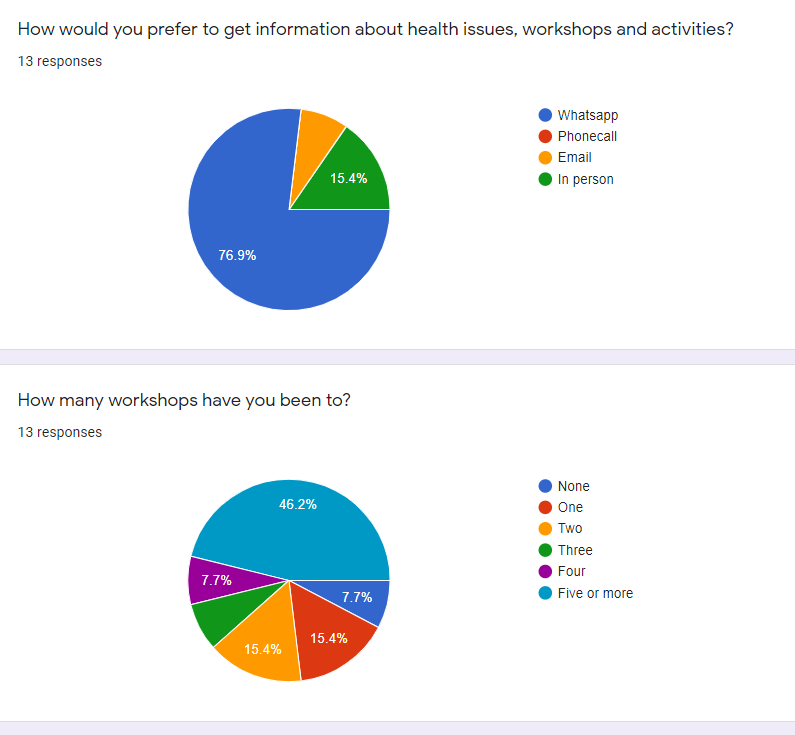 How would you prefer to get information about health issues, workshops and activities?
13 responses
Whatsapp
Phonecall
Email
In person
15.4%
76.9%
How many workshops have you been to?
13 responses
None
One
Two
Three
Four
Five or more
46.2%
7.7%
7.7%
15.4%
15.4%